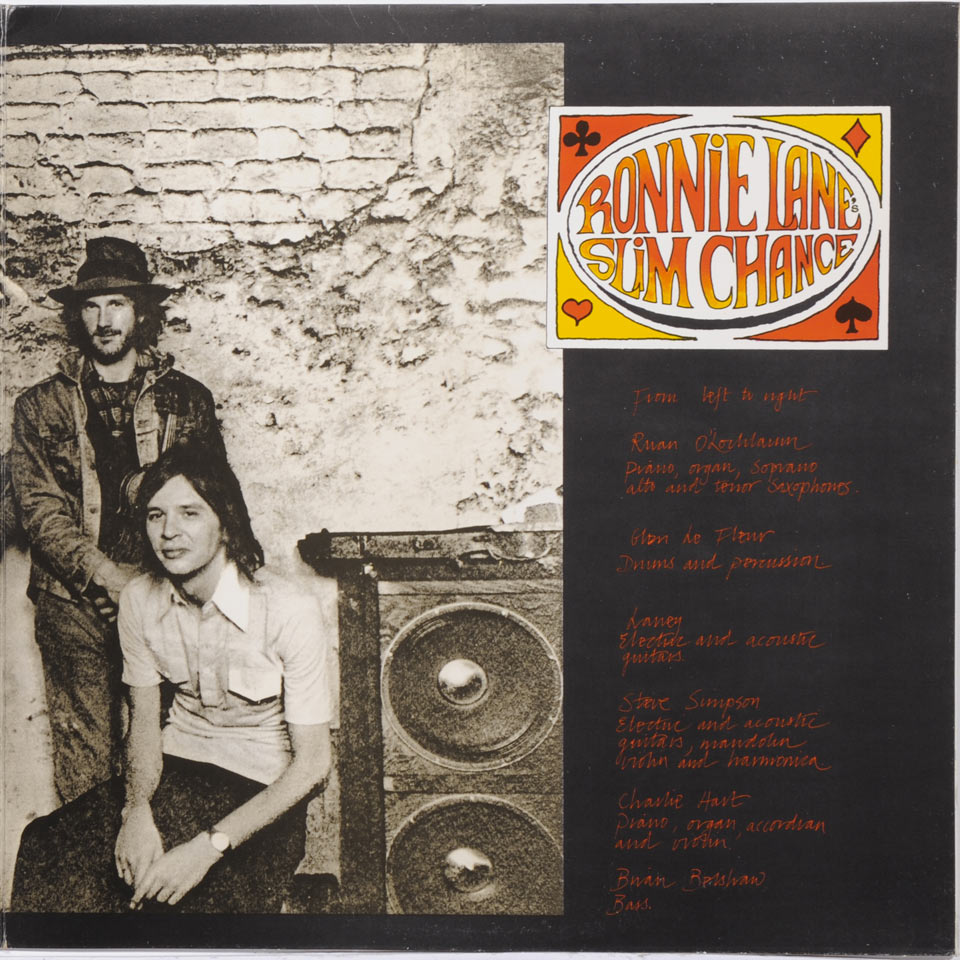 RONNiE LANE's
SLiM CHANCE
From left to right
Ruan O'Lochlainn
piano, organ, soprano
alto and tenor Saxophones.
Glen Le Fleur
Drums and percussion
Laney
Electric and acoustic
guitars.
Steve Simpson
Electric and acoustic
guitars, mandolin
violin and harmonica
Charlie Hart
piano, organ, accordian
and violin.
Brian Belshaw
Bass.